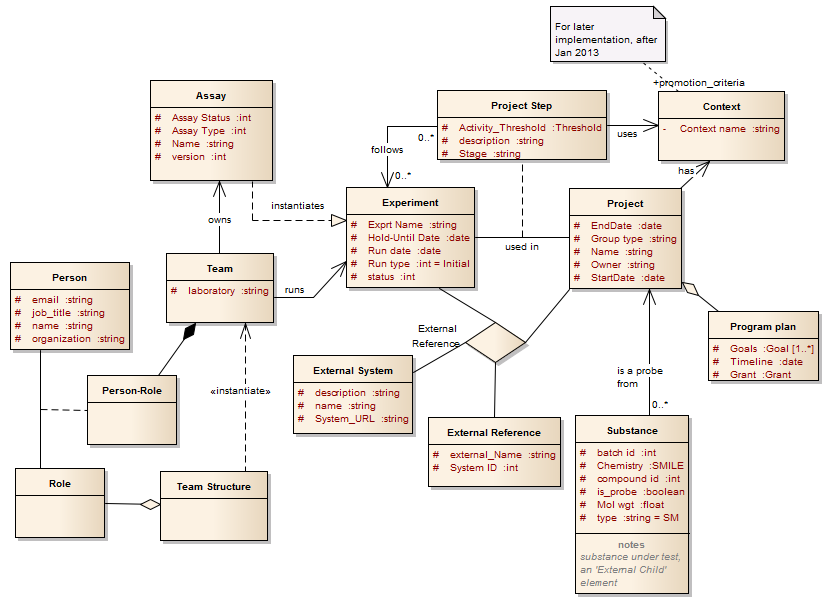 For later
implementation, after
Jan 2013
+promotion_criteria
Assay
# Assay Status :int
# Assay Type :int
# Name :string
# version :int
Project Step
# Activity_Threshold :Threshold
# description :string
# Stage :string
Context
- Context name :string
uses
0..*
follows
0..*
has
instantiates
owns
Experiment
# Exprt Name :string
# Hold-Until Date :date
# Run date :date
# Run type :int = Initial
# status :int
used in
Project
# EndDate :date
# Group type :string
# Name :string
# Owner :string
# StartDate :date
Team
# laboratory :string
runs
Person
# email :string
# job_title :string
# name :string
# organization :string
External
Reference
Program plan
# Goals :Goal [1..*]
# Timeline :date
# Grant :Grant
External System
# description :string
# name :string
# System_URL :string
is a probe
from
0..*
Person-Role
«instantiate»
External Reference
# external_Name :string
# System ID :int
Substance
# batch id :int
# Chemistry :SMILE
# compound id :int
# is_probe :boolean
# Mol wgt :float
# type :string = SM
notes
substance under test,
an 'External Child'
element
Role
Team Structure